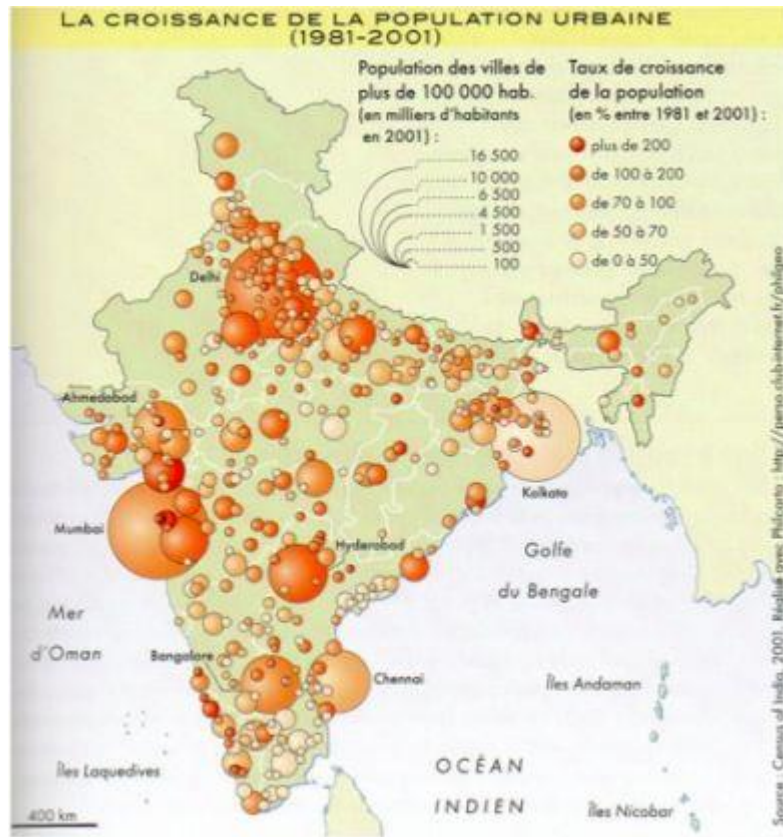 LA CROISSANCE DE LA POPULATION URBAINE
(1981-2001)
Population des villes de
plus de 100 000 hab.
(en milliers d'habitants
en 2001) :
16 500
10 000
6 500
4 500
1 500
500
100
Taux de croissance
de la population
(en % entre 1981 et 2001) :
plus de 200
de 100 à 200
de 70 à 100
de 50 à 70
de 0 à 50
Delhi
Ahmedabad
Kolkata
Mumbai
Hyderabad
Golfe
du Bengale
Mer
d'Oman
Bangalore
Chennai
Îles Andaman
Îles Laquedives
OCÉAN
INDIEN
Îles Nicobar
400 km
Source : Census of India, 2001. Réalisé avec Philcarto : http://perso.club-internet.fr/philgeo